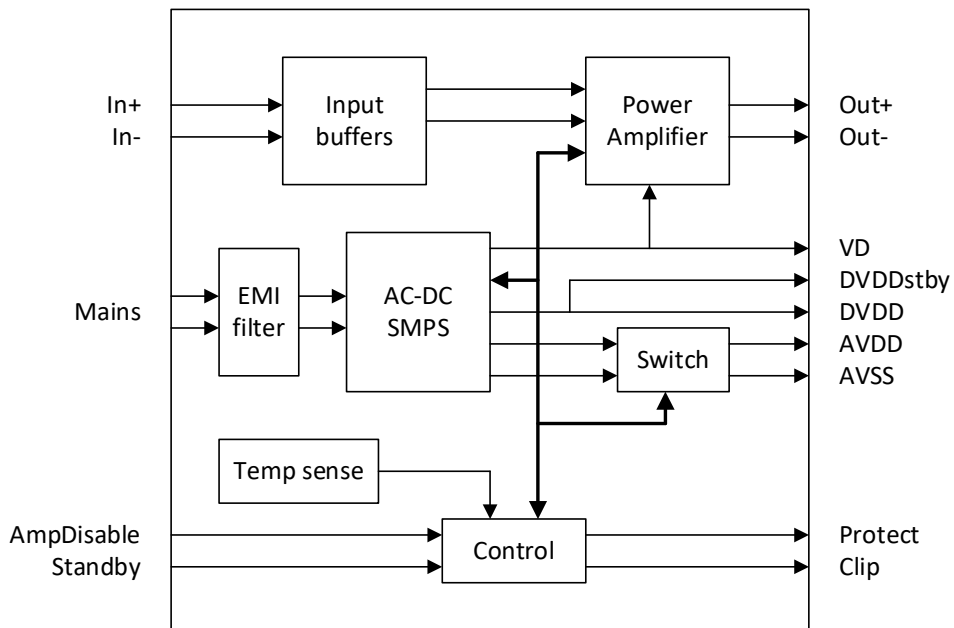 In+
In-
Input
buffers
Power
Amplifier
Out+
Out-
Mains
EMI
filter
AC-DC
SMPS
VD
DVDDstby
DVDD
AVDD
AVSS
Switch
Temp sense
AmpDisable
Standby
Control
Protect
Clip